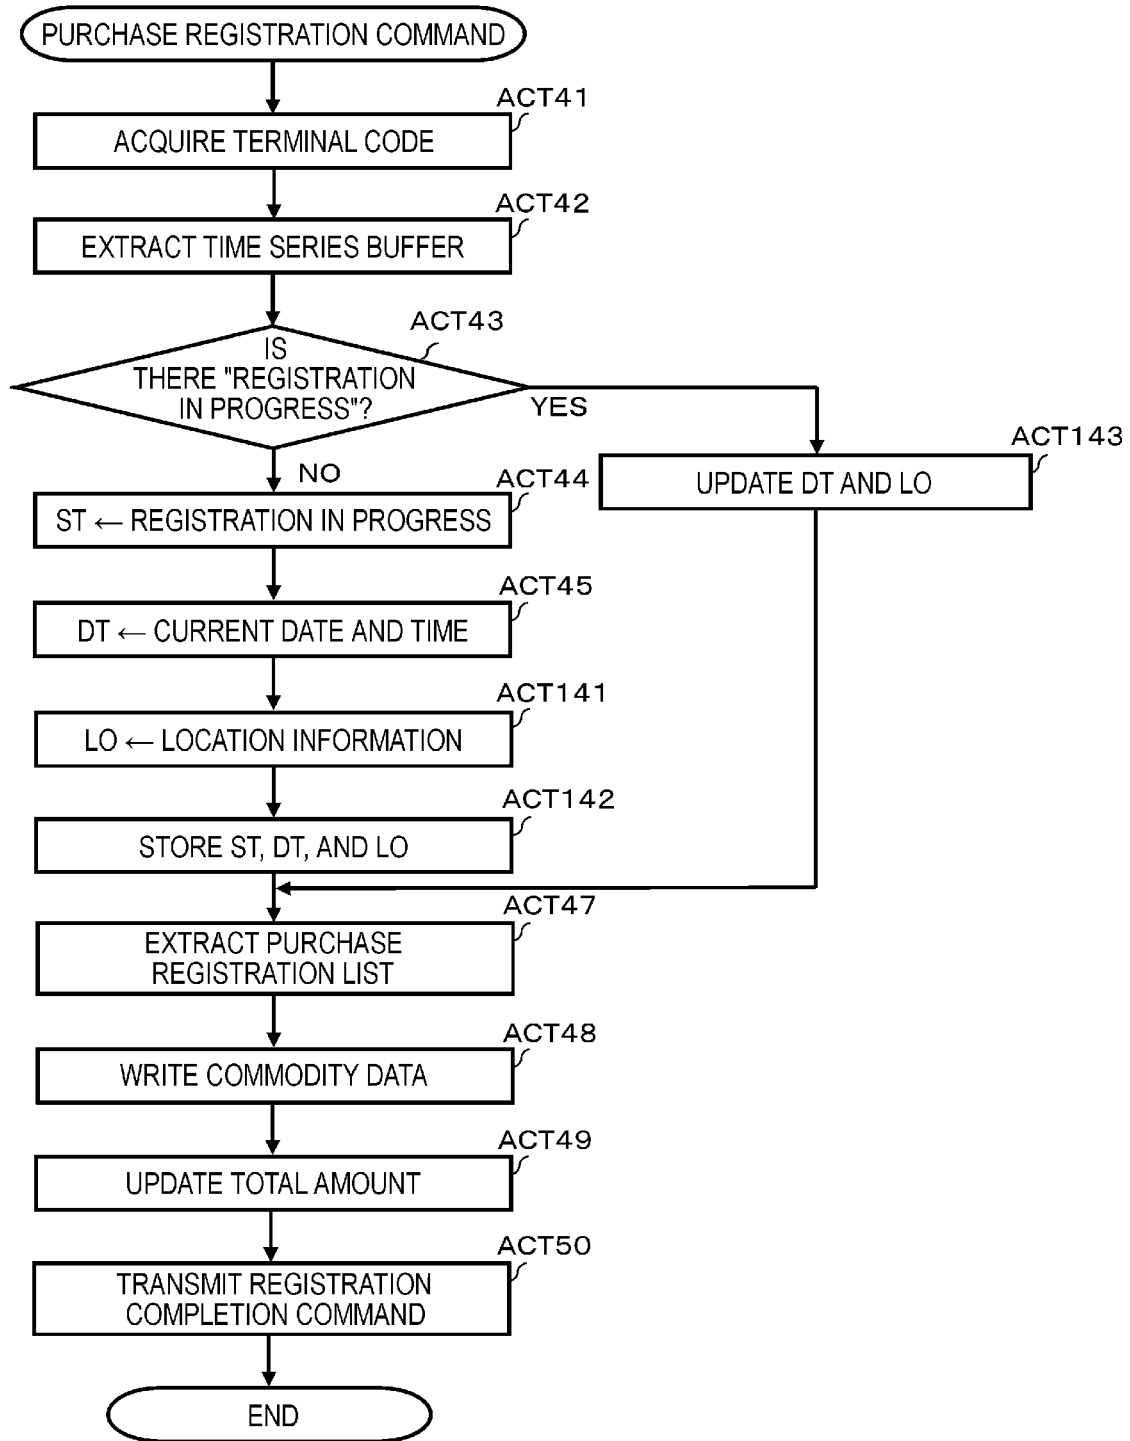 PURCHASE REGISTRATION COMMAND
ACT41
ACQUIRE TERMINAL CODE
ACT42
EXTRACT TIME SERIES BUFFER
ACT43
IS
THERE "REGISTRATION
IN PROGRESS"?
YES
NO
ACT143
UPDATE DT AND LO
ACT44
ST ← REGISTRATION IN PROGRESS
ACT45
DT ← CURRENT DATE AND TIME
ACT141
LO ← LOCATION INFORMATION
ACT142
STORE ST, DT, AND LO
ACT47
EXTRACT PURCHASE
REGISTRATION LIST
ACT48
WRITE COMMODITY DATA
ACT49
UPDATE TOTAL AMOUNT
ACT50
TRANSMIT REGISTRATION
COMPLETION COMMAND
END